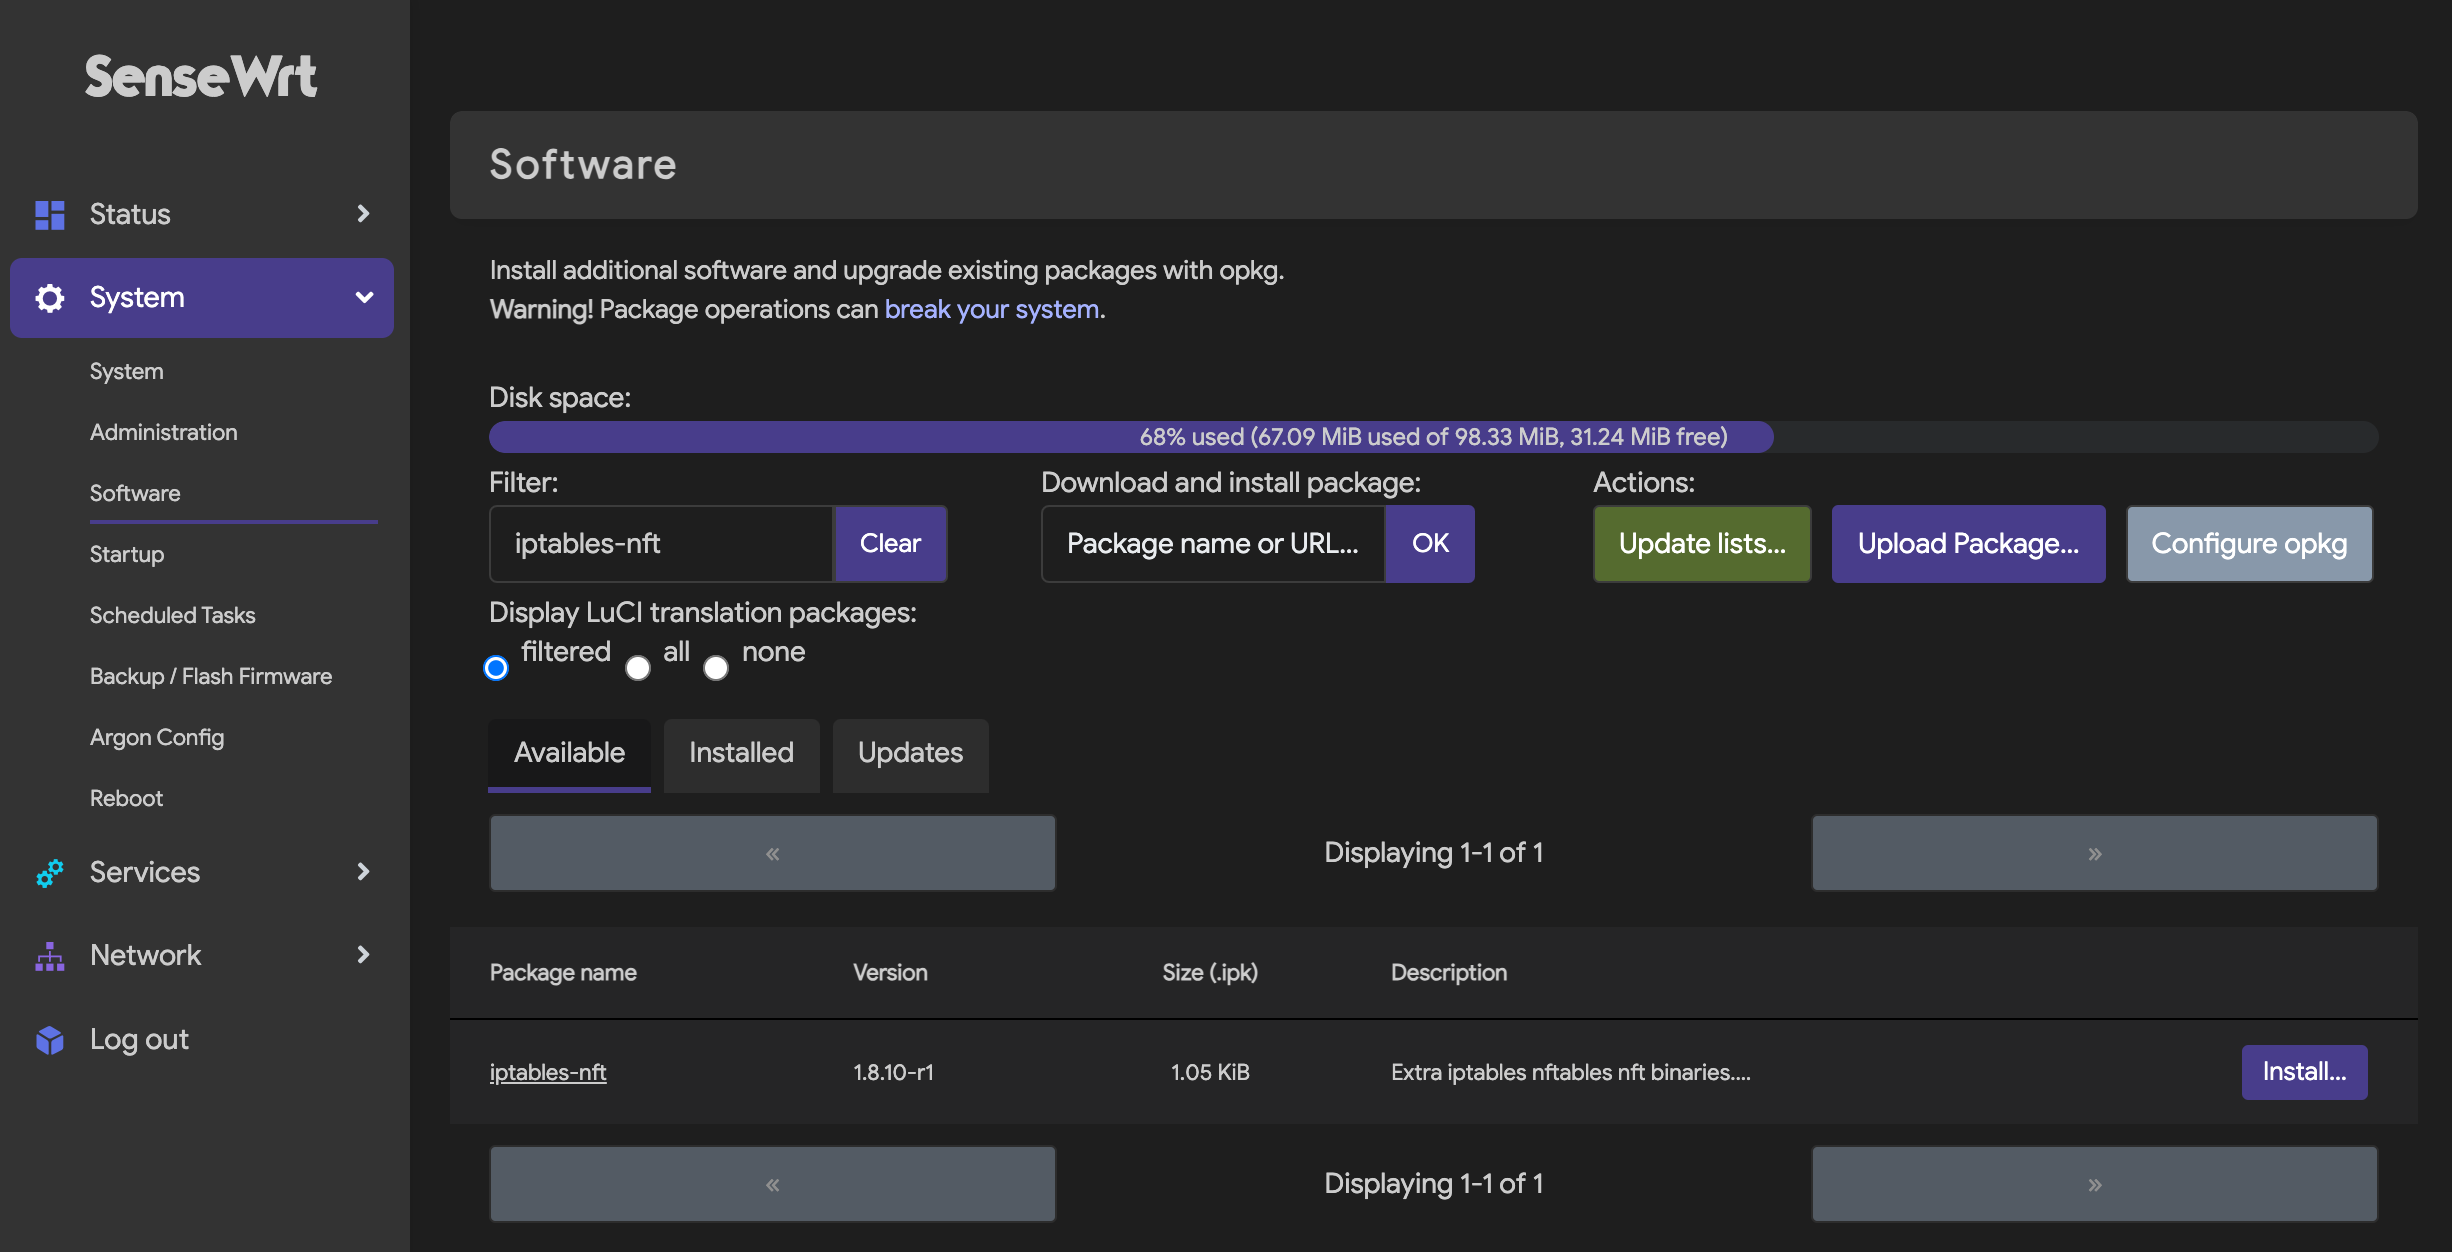 SenseWrt
Status
System
System
Administration
Software
Startup
Scheduled Tasks
Backup / Flash Firmware
Argon Config
Reboot
Services
Network
Log out
Software
Install additional software and upgrade existing packages with opkg.
Warning! Package operations can break your system.
Disk space:
68% used (67.09 MiB used of 98.33 MiB, 31.24 MiB free)
Filter: Download and install package: Actions:
iptables-nft Clear Package name or URL... OK Update lists... Upload Package... Configure opkg
Display LuCI translation packages:
filtered all none
Available Installed Updates
« Displaying 1-1 of 1 »
Package name Version Size (.ipk) Description
iptables-nft 1.8.10-r1 1.05 KiB Extra iptables nftables nft binaries.... Install...
« Displaying 1-1 of 1 »